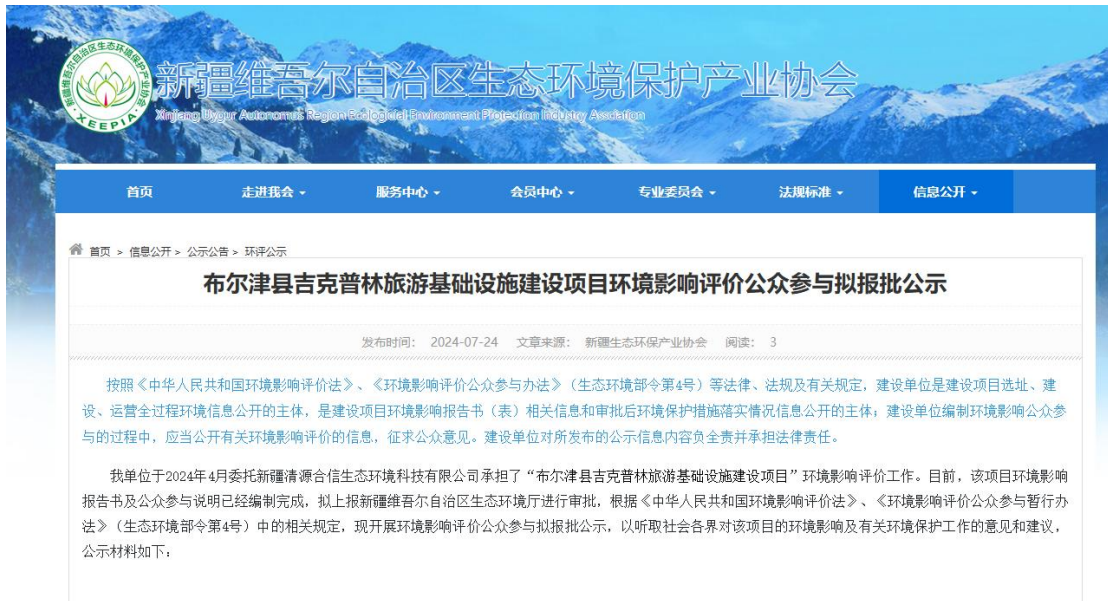 新疆维吾尔自治区生态环境保护产业协会
XEEPIA
新疆维吾尔自治区生态环境保护产业协会
Xinjiang Uygur Autonomous Region Ecological Environment Protection Industry
首页 走进我会 服务中心 会员中心 专业委员会 法规标准 信息公开
首页 > 信息公开 > 公示公告 > 环评公示
布尔津县吉克普林旅游基础设施建设项目环境影响评价公众参与拟报批公示
发布时间： 2024-07-24 文章来源： 新疆生态环保产业协会 阅读： 3
按照《中华人民共和国环境影响评价法》、《环境影响评价公众参与办法》（生态环境部令第4号）等法律、法规及有关规定，建设单位是建设项目选址、建
设、运营全过程环境信息公开的主体，是建设项目环境影响报告书（表）相关信息和审批后环境保护措施落实情况信息公开的主体；建设单位编制环境影响公众参
与的过程中，应当公开有关环境影响评价的信息，征求公众意见。建设单位对所发布的公示信息内容负全责并承担法律责任。
我单位于2024年4月委托新疆清源合信生态环境科技有限公司承担了“布尔津县吉克普林旅游基础设施建设项目”环境影响评价工作。目前，该项目环境影响
报告书及公众参与说明已经编制完成，拟上报新疆维吾尔自治区生态环境厅进行审批，根据《中华人民共和国环境影响评价法》、《环境影响评价公众参与暂行办
法》（生态环境部令第4号）中的相关规定，现开展环境影响评价公众参与拟报批公示，以听取社会各界对该项目的环境影响及有关环境保护工作的意见和建议，
公示材料如下：